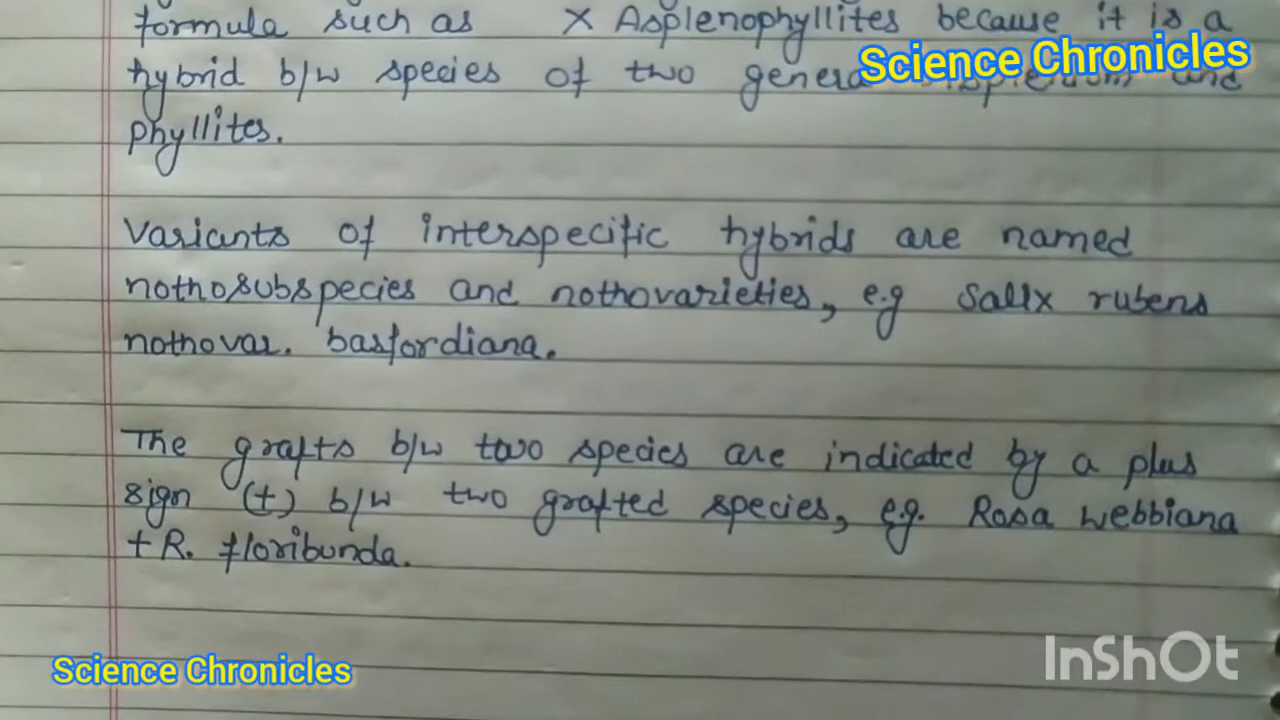 formula such as × Asplenophyllites because it is a
Science Chronicles
hybrid b/w species of two genera and
phyllites.
Variants of interspecific hybrids are named
nothosubspecies and nothovarieties, e.g Salix rubens
nothovar. basfordiana.
The grafts b/w two species are indicated by a plus
sign (+) b/w two grafted species, e.g. Rosa webbiana
+ R. floribunda.
Science Chronicles
InShOt